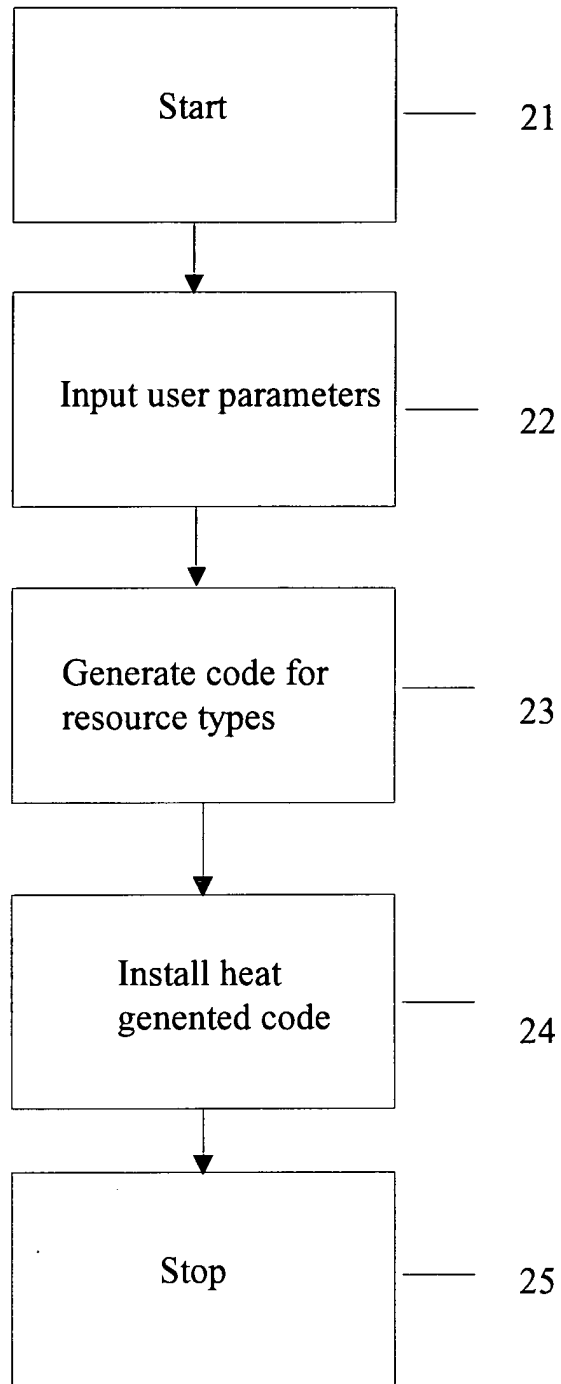 Start
21
Input user parameters
22
Generate code for
resource types
23
Install heat
genented code
24
Stop
25